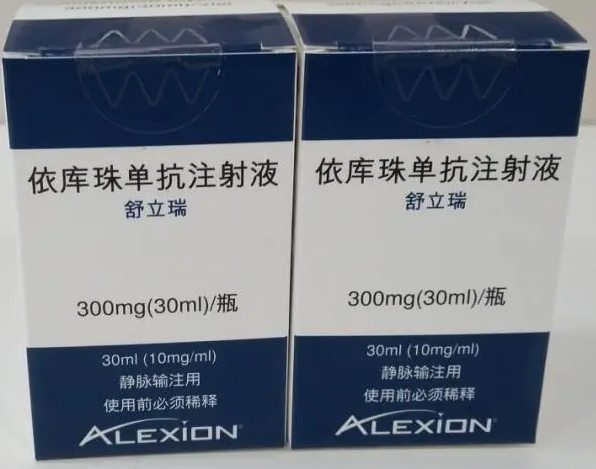 依库珠单抗注射液
舒立瑞
300mg(30ml)/瓶
30ml (10mg/ml)
静脉输注用
使用前必须稀释
ALEXION
依库珠单抗注射液
舒立瑞
300mg(30ml)/瓶
30ml (10mg/ml)
静脉输注用
使用前必须稀释
ALEXION